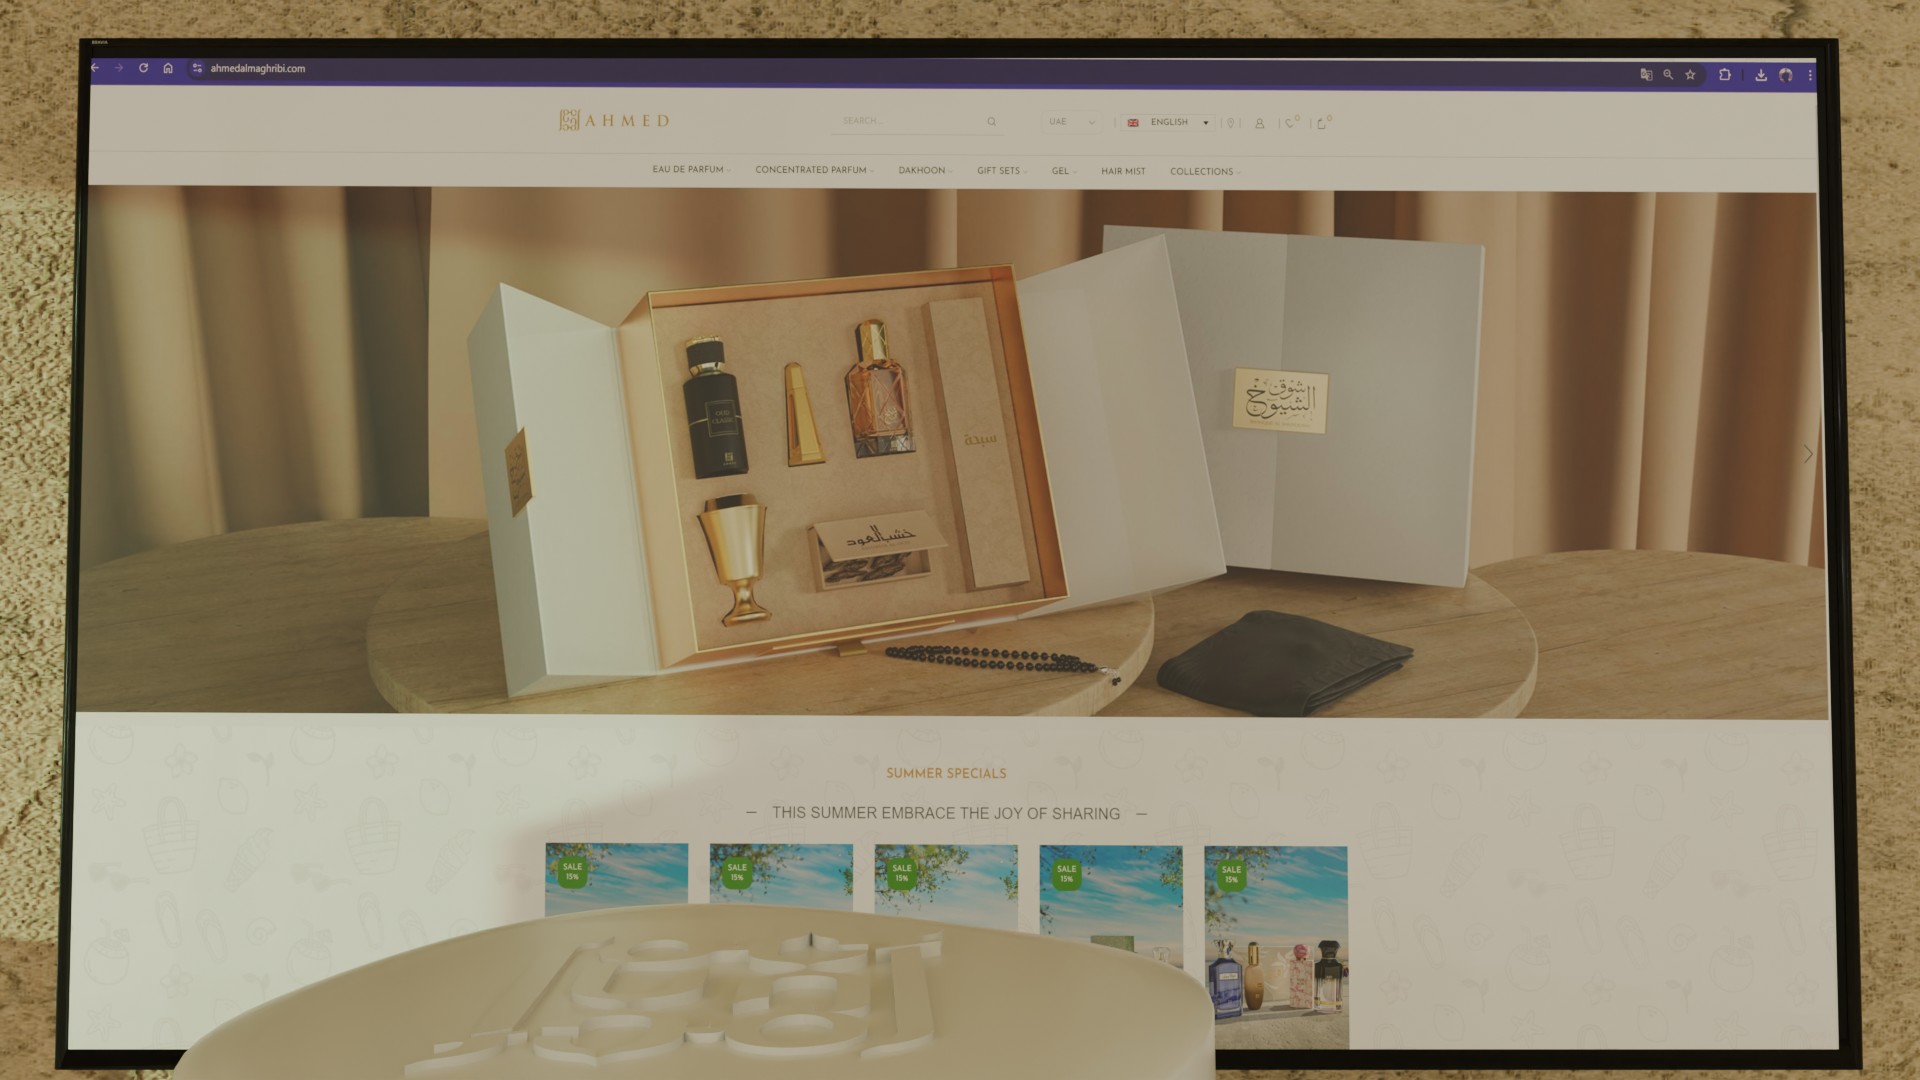 ahmedalmaghribi.com
AHMED
SEARCH ...
UAE
ENGLISH
0
0
EAU DE PARFUM
CONCENTRATED PARFUM
DAKHOON
GIFT SETS
GEL
HAIR MIST
COLLECTIONS
OUD
شوق
الشيوخ
سبحة
خشب العود
SUMMER SPECIALS
— THIS SUMMER EMBRACE THE JOY OF SHARING —
SALE
15%
SALE
15%
SALE
15%
SALE
15%
SALE
15%